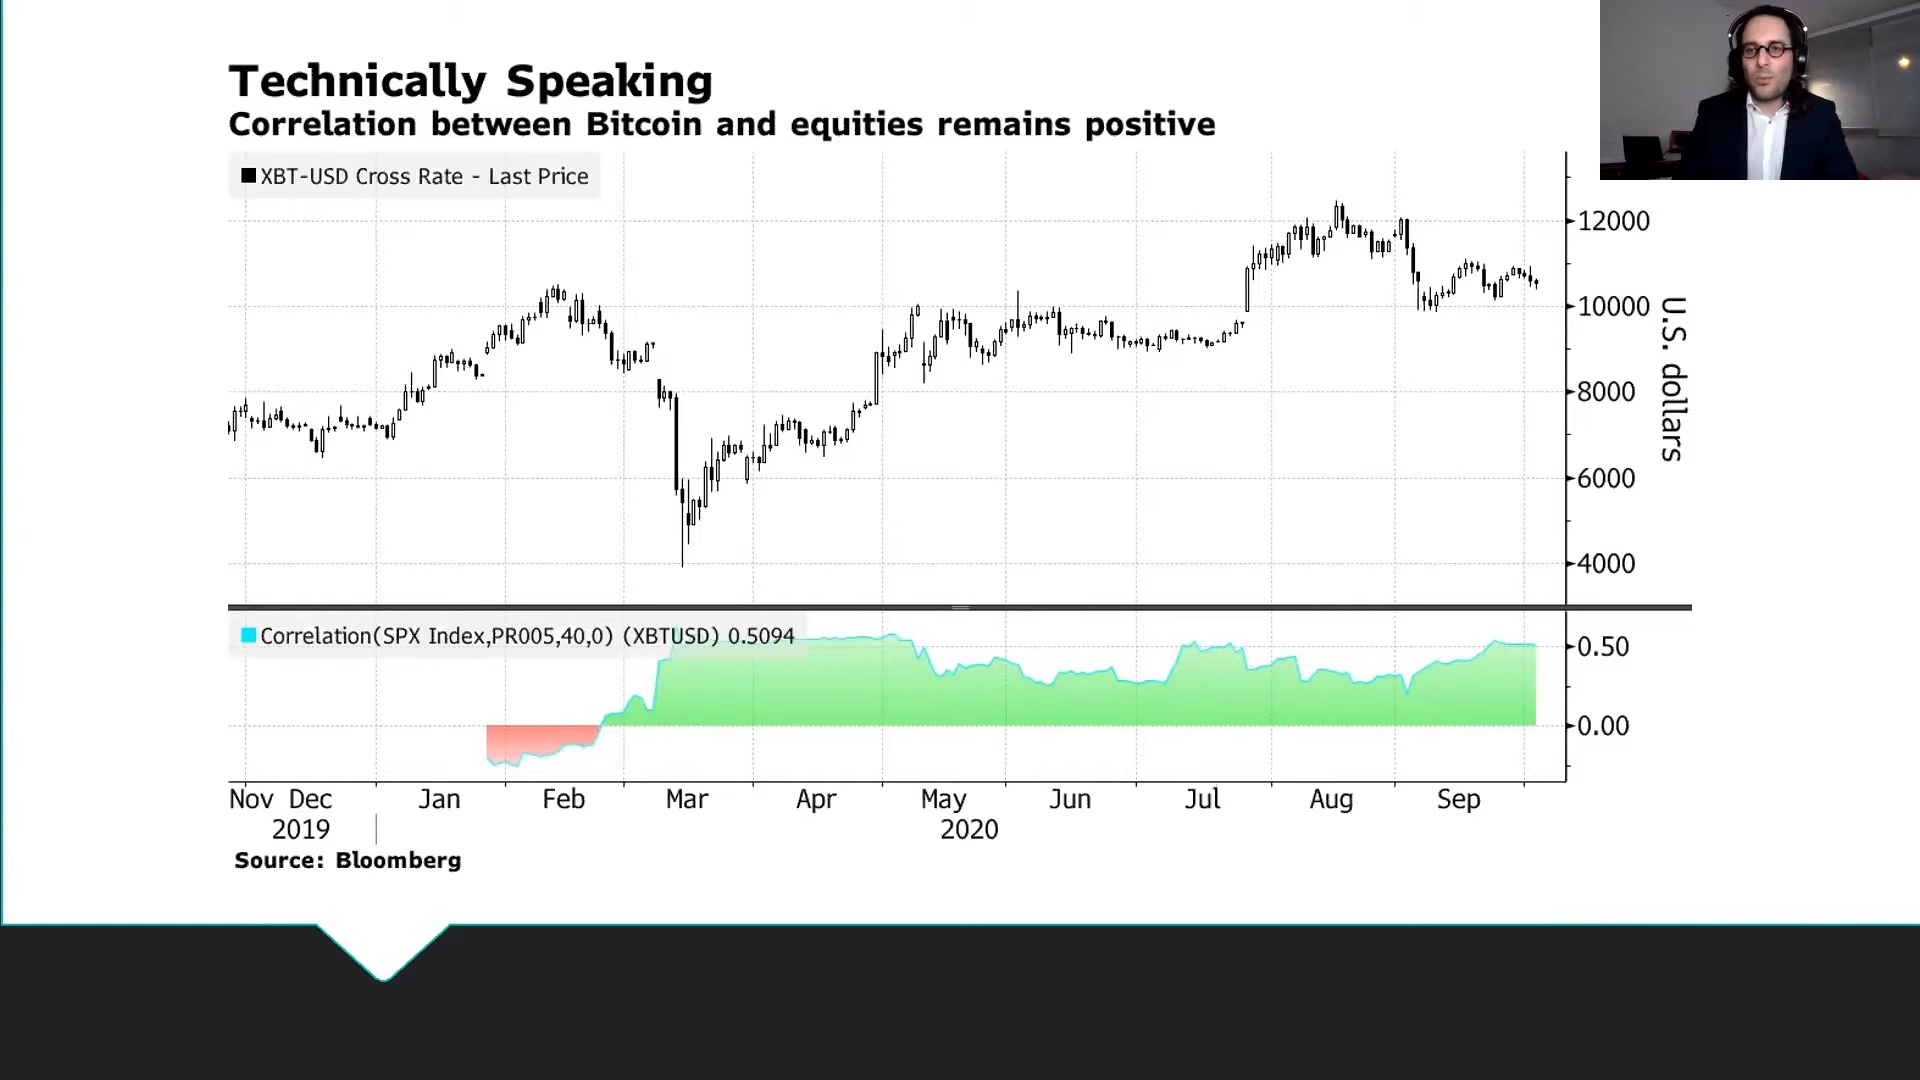 Technically Speaking
Correlation between Bitcoin and equities remains positive
XBT-USD Cross Rate - Last Price
12000
10000
8000
6000
4000
U.S. dollars
Correlation(SPX Index,PR005,40,0) (XBTUSD) 0.5094
0.50
0.00
Nov Dec Jan Feb Mar Apr May Jun Jul Aug Sep
2019 2020
Source: Bloomberg